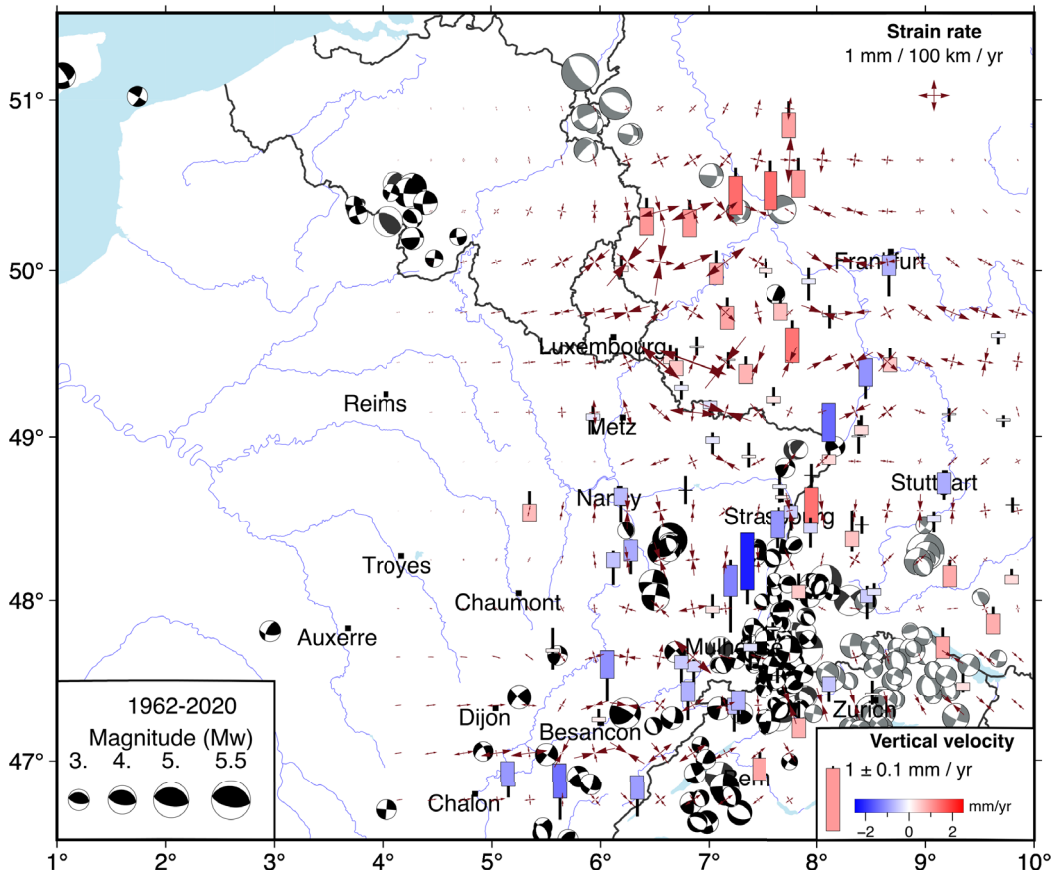 Strain rate
1 mm / 100 km / yr
51°
50°
Frankfurt
Luxembourg
Reims
49°
Metz
Stuttgart
Nancy
Strasbourg
Troyes
48°
Chaumont
Auxerre
Mulhouse
1962-2020
Zurich
Dijon
Magnitude (Mw)
Besancon
3. 4. 5. 5.5
Vertical velocity
47°
1 ± 0.1 mm / yr
Bern
Chalon
mm/yr
−2 0 2
1° 2° 3° 4° 5° 6° 7° 8° 9° 10°